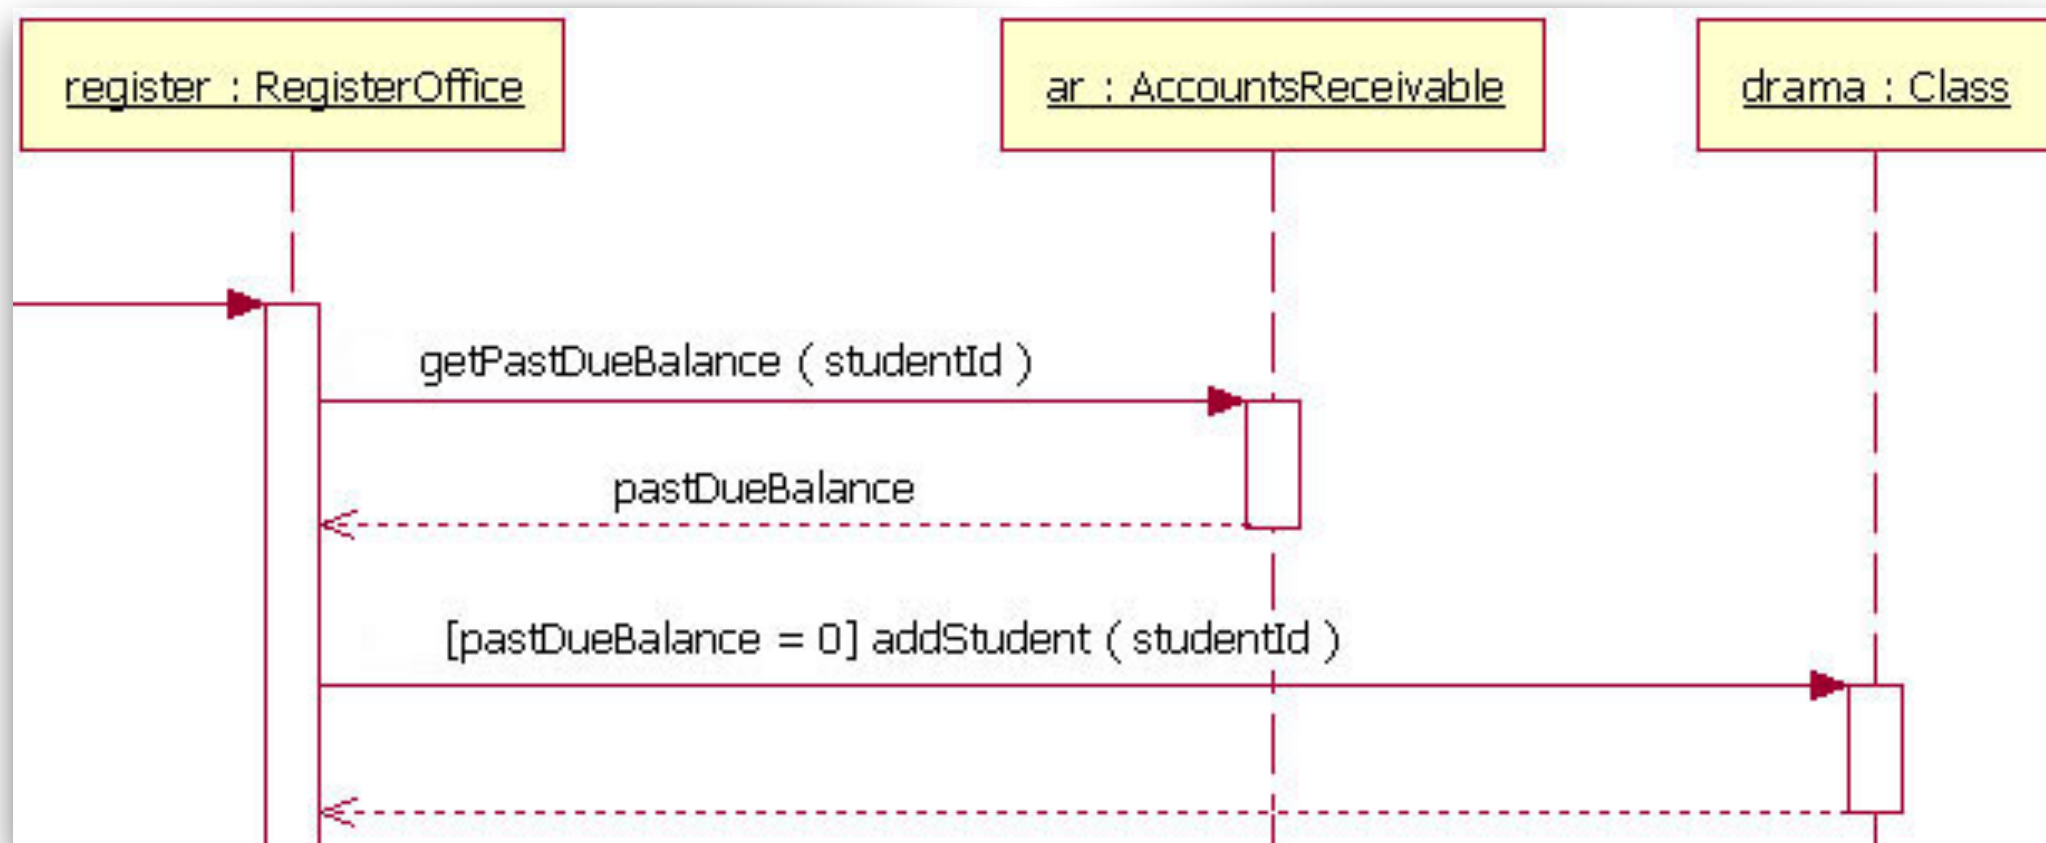 register : RegisterOffice
ar : AccountsReceivable
drama : Class
getPastDueBalance ( studentId )
pastDueBalance
[pastDueBalance = 0] addStudent ( studentId )